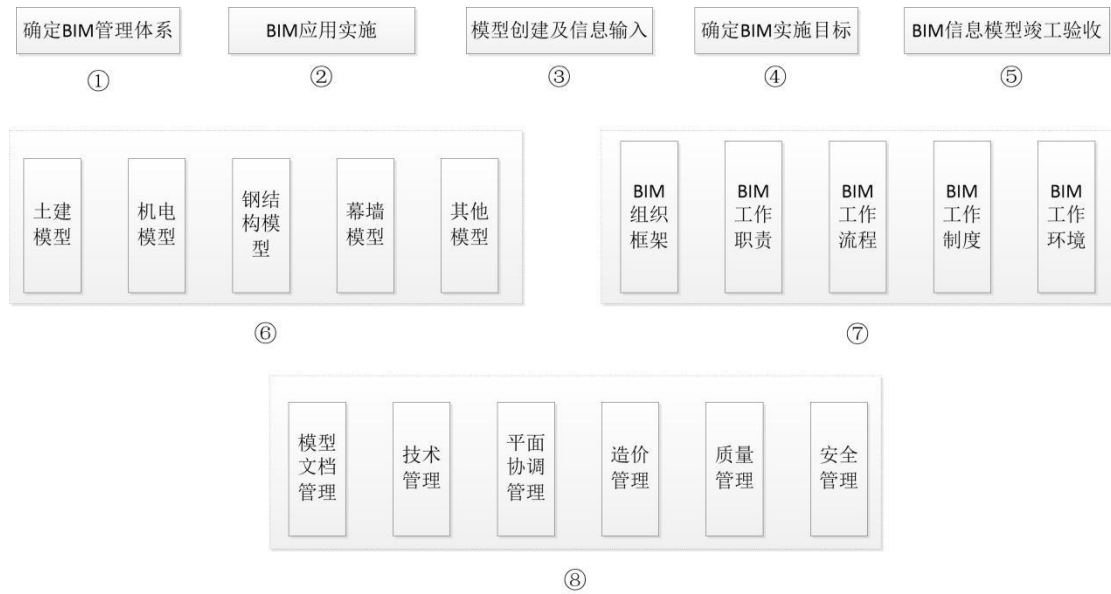 确定BIM管理体系
BIM应用实施
模型创建及信息输入
确定BIM实施目标
BIM信息模型竣工验收
①
②
③
④
⑤
土建
模型
机电
模型
钢结
构模
型
幕墙
模型
其他
模型
⑥
BIM
组织
框架
BIM
工作
职责
BIM
工作
流程
BIM
工作
制度
BIM
工作
环境
⑦
模型
文档
管理
技术
管理
平面
协调
管理
造价
管理
质量
管理
安全
管理
⑧